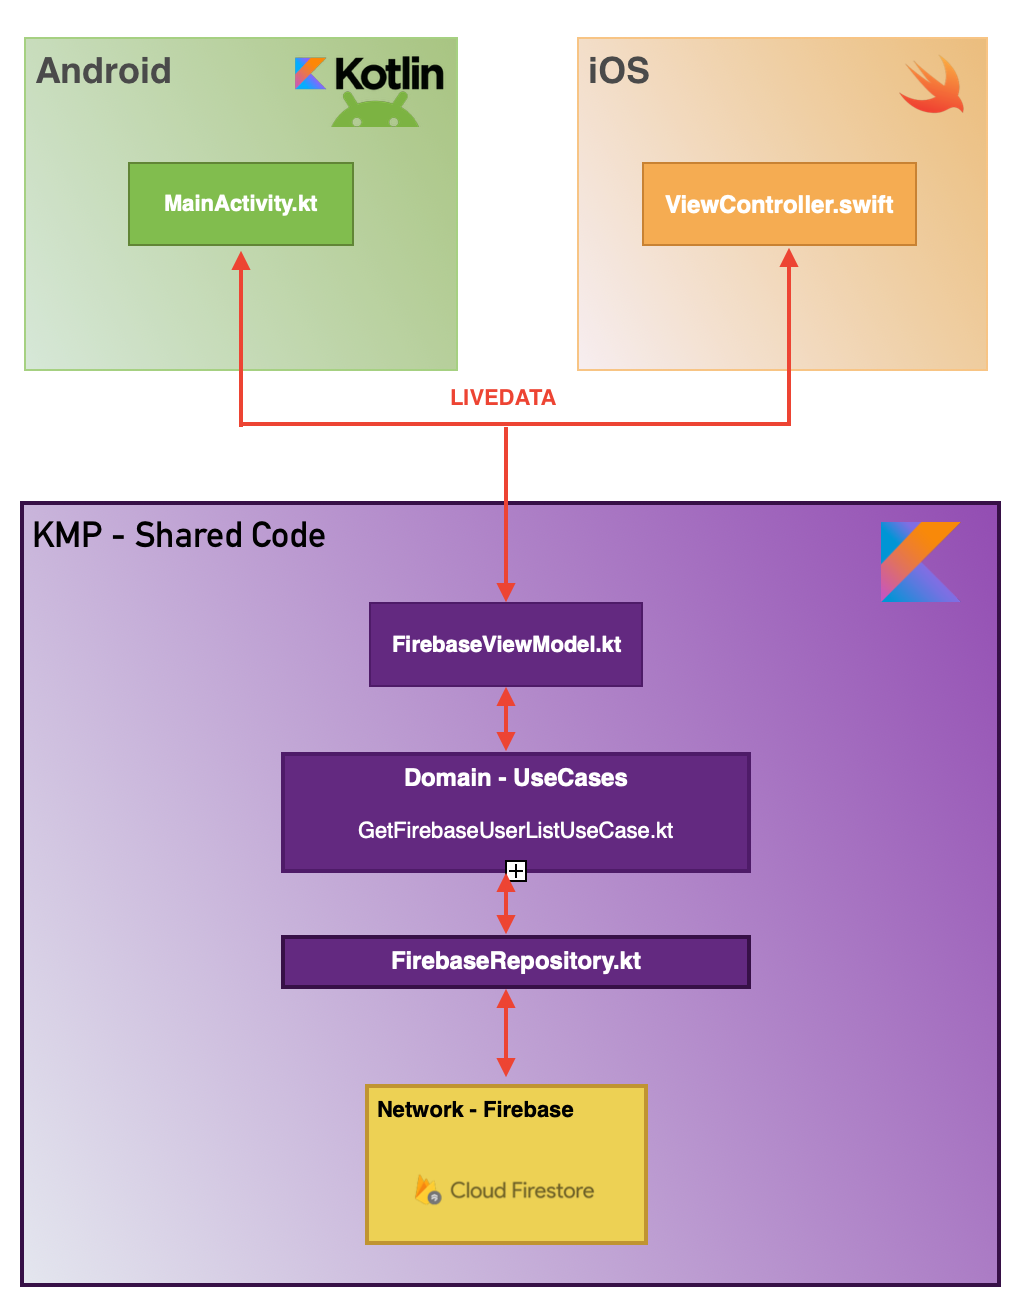 Android
Kotlin
MainActivity.kt
iOS
ViewController.swift
LIVEDATA
KMP - Shared Code
FirebaseViewModel.kt
Domain - UseCases
GetFirebaseUserListUseCase.kt
FirebaseRepository.kt
Network - Firebase
Cloud Firestore